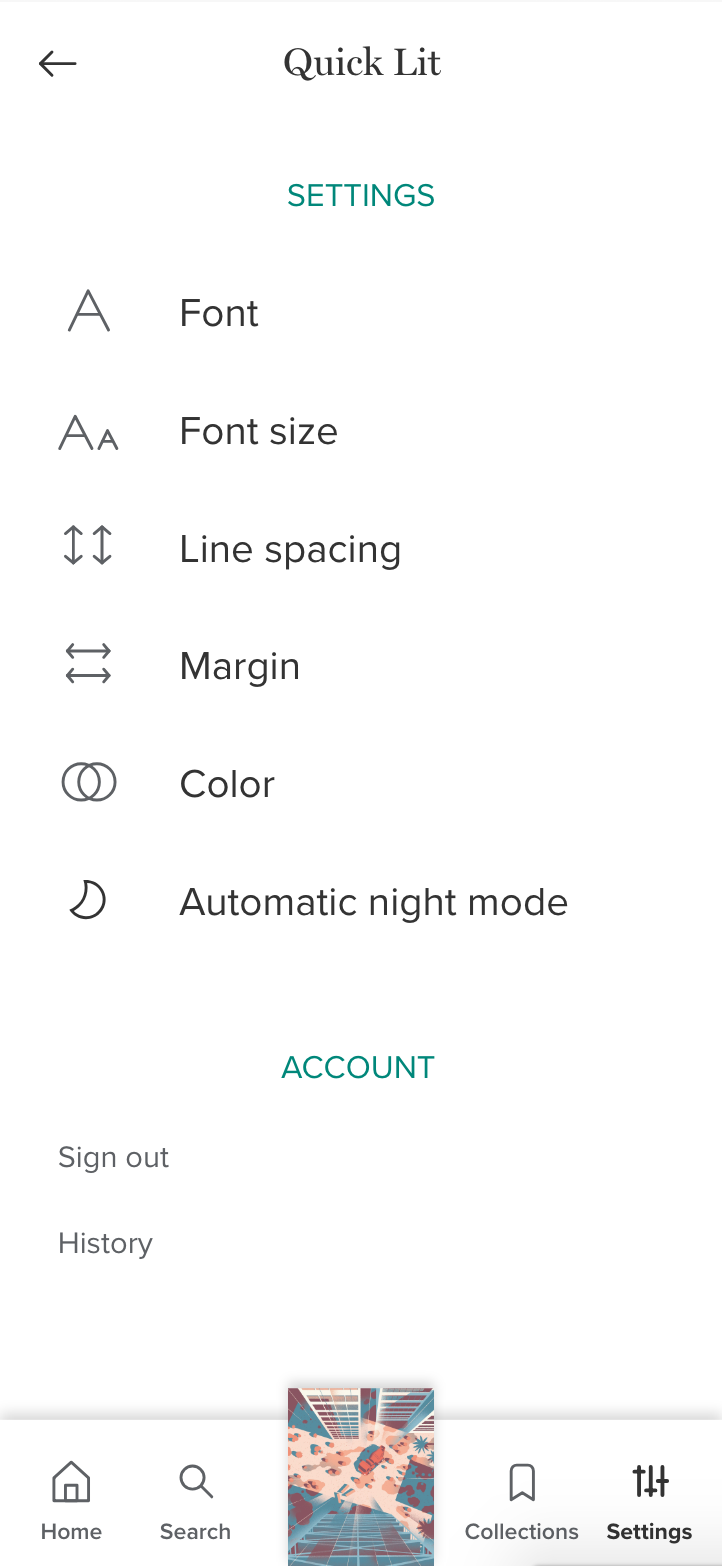 Quick Lit
SETTINGS
Font
Font size
Line spacing
Margin
Color
Automatic night mode
ACCOUNT
Sign out
History
Home
Search
Collections
Settings